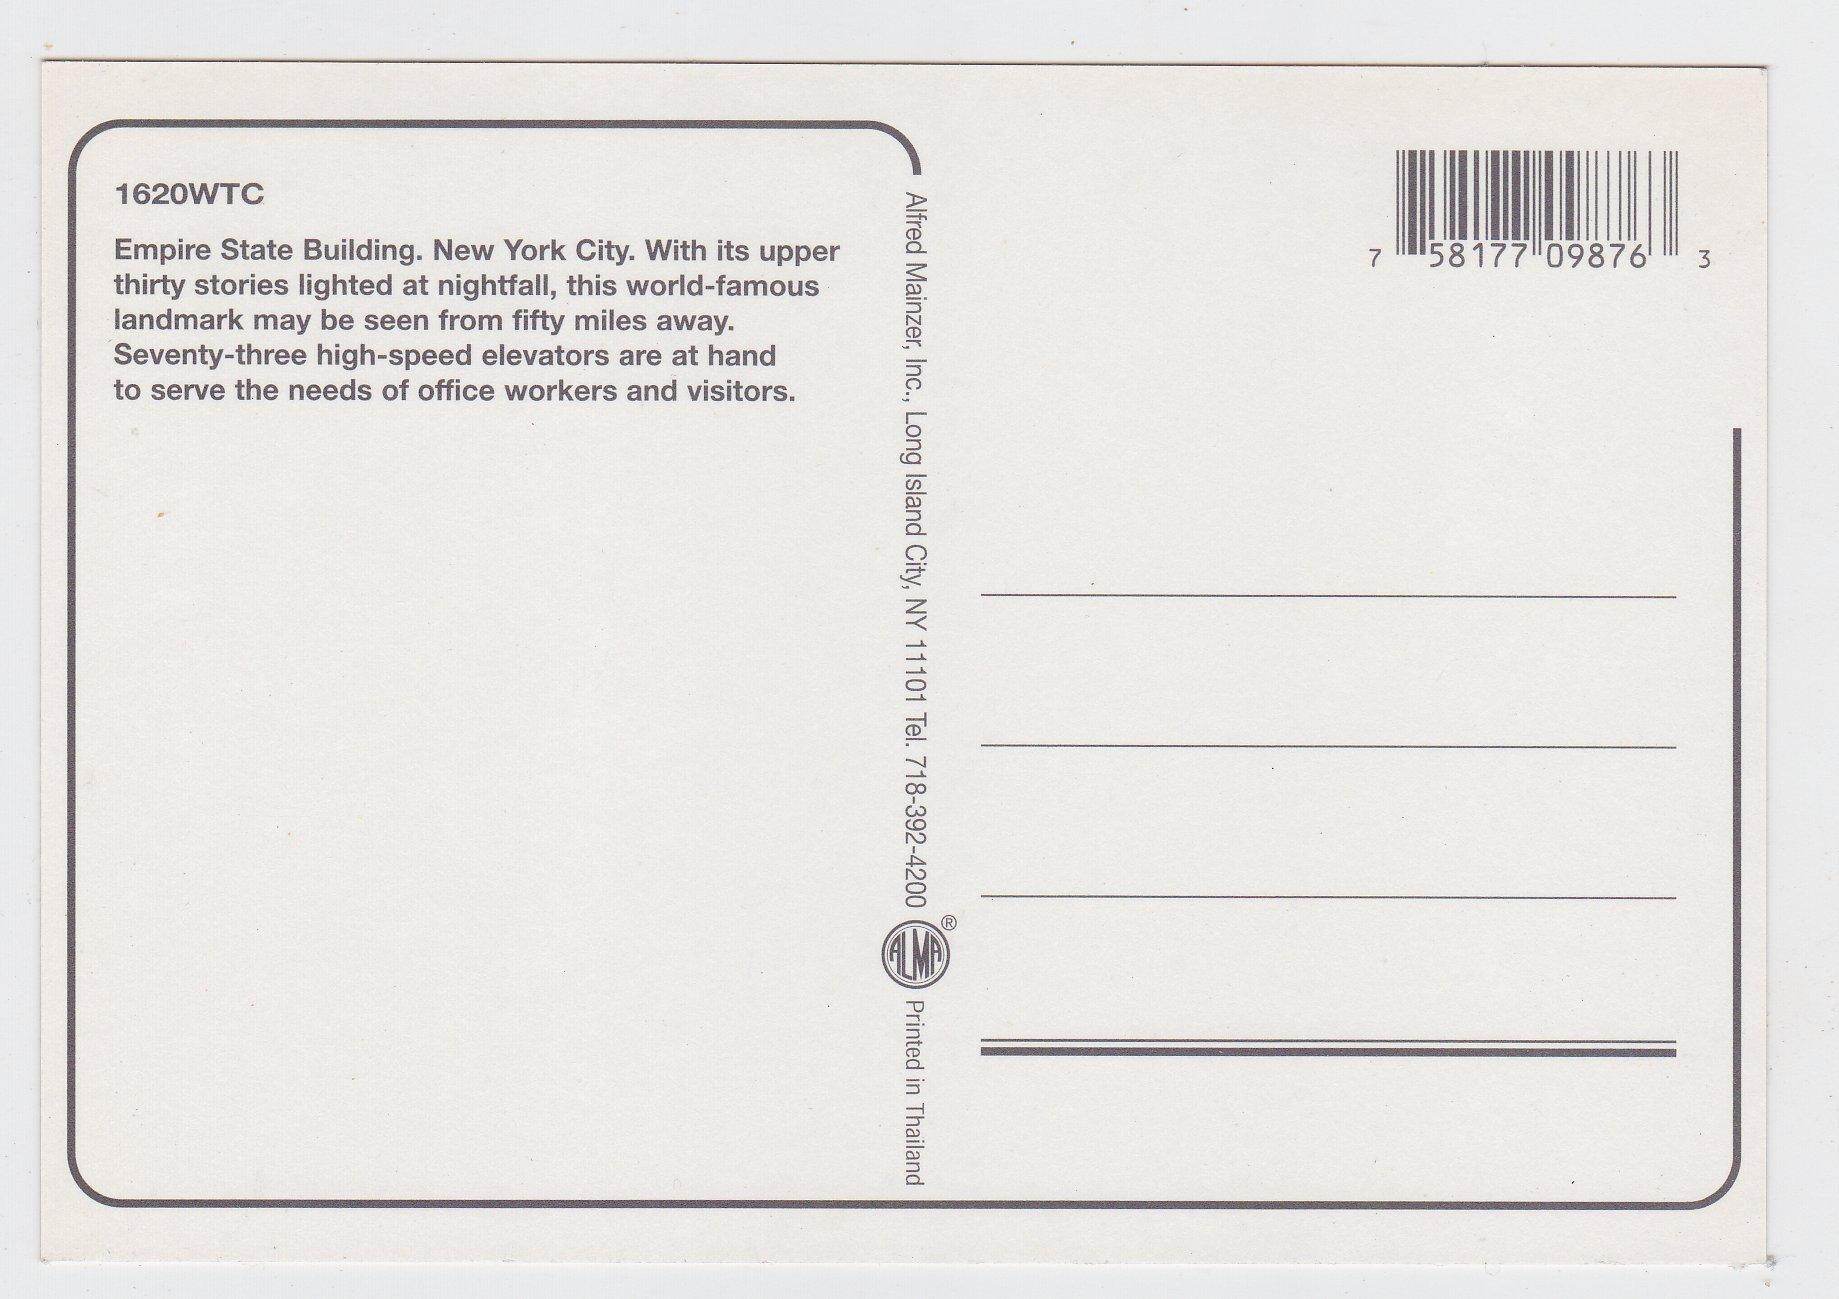 1620WTC
Empire State Building. New York City. With its upper
thirty stories lighted at nightfall, this world-famous
landmark may be seen from fifty miles away.
Seventy-three high-speed elevators are at hand
to serve the needs of office workers and visitors.
Alfred Mainzer, Inc., Long Island City, NY 11101 Tel. 718-392-4200
ALMA ®
Printed in Thailand
7 58177 09876 3